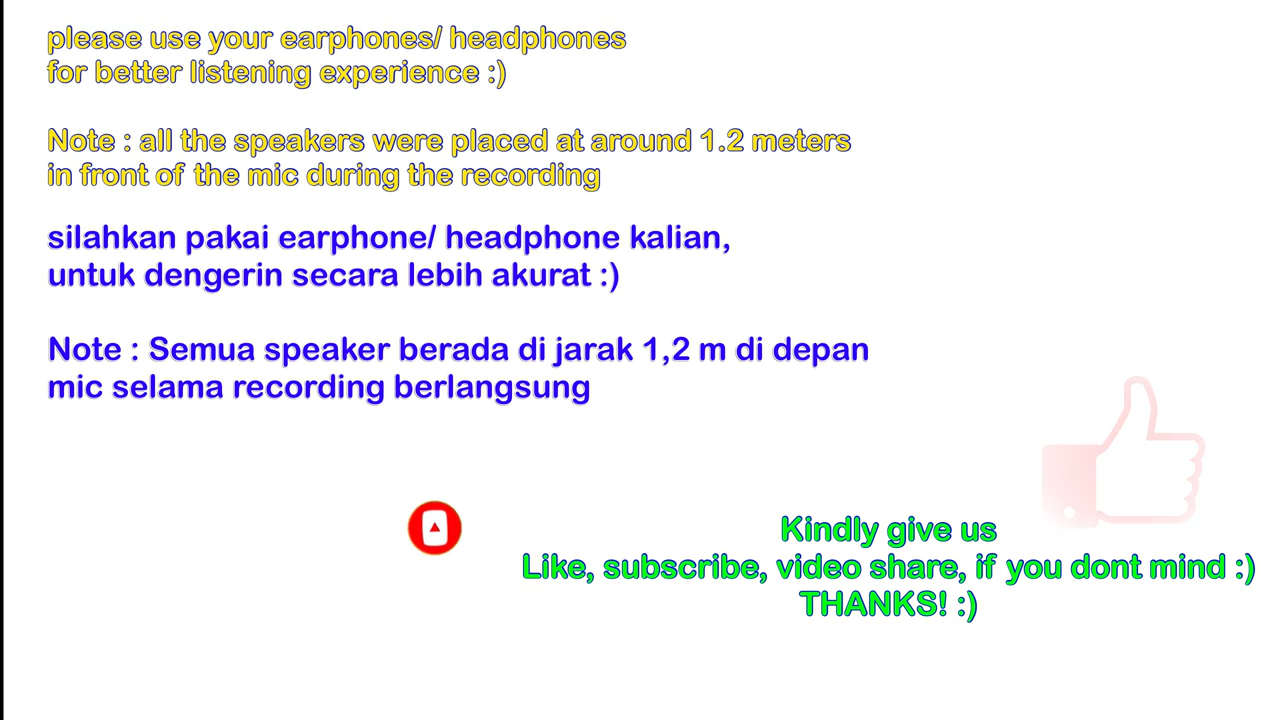 please use your earphones/ headphones
for better listening experience :)
Note : all the speakers were placed at around 1.2 meters
in front of the mic during the recording
silahkan pakai earphone/ headphone kalian,
untuk dengerin secara lebih akurat :)
Note : Semua speaker berada di jarak 1,2 m di depan
mic selama recording berlangsung
Kindly give us
Like, subscribe, video share, if you dont mind :)
THANKS! :)